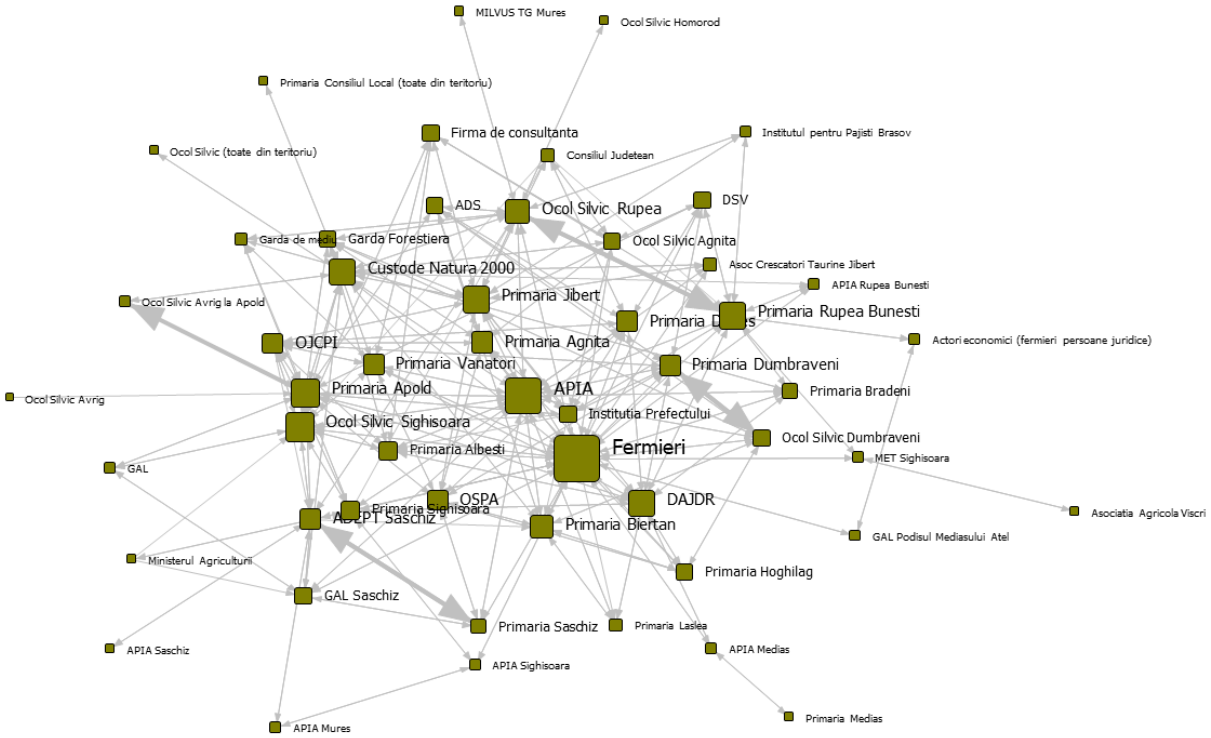 MILVUS TG Mures
Ocol Silvic Homorod
Primaria Consiliul Local (toate din teritoriu)
Firma de consultanta
Institutul pentru Pajisti Brasov
Ocol Silvic (toate din teritoriu)
Consiliul Judetean
ADS
Ocol Silvic Rupea
DSV
Garda de mediu
Garda Forestiera
Ocol Silvic Agnita
Custode Natura 2000
Asoc Crescatori Taurine Jibert
APIA Rupea Bunesti
Ocol Silvic Avrig la Apold
Primaria Jibert
Primaria Rupea Bunesti
Primaria
OJCPI
Primaria Agnita
Actori economici (fermieri persoane juridice)
Primaria Vanatori
Primaria Dumbraveni
Primaria Apold
APIA
Primaria Bradeni
Ocol Silvic Avrig
Institutia Prefectului
Ocol Silvic Sighisoara
Ocol Silvic Dumbraveni
Primaria Albesti
Fermieri
MET Sighisoara
GAL
OSPA
DAJDR
Primaria Sighisoara
Asociatia Agricola Viscri
ADEPT Saschiz
Primaria Biertan
GAL Podisul Mediasului Atel
Ministerul Agriculturii
Primaria Hoghilag
GAL Saschiz
Primaria Saschiz
Primaria Laslea
APIA Saschiz
APIA Medias
APIA Sighisoara
Primaria Medias
APIA Mures